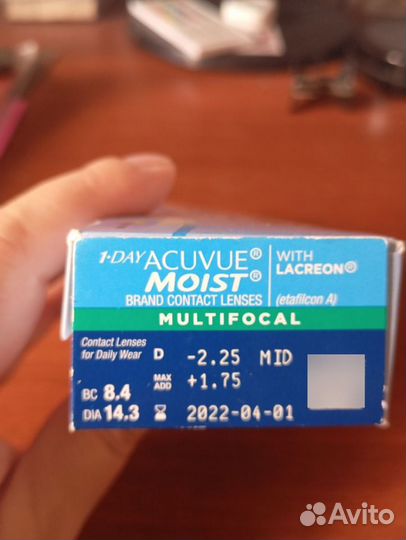 1·DAY ACUVUE® MOIST®
BRAND CONTACT LENSES
WITH LACREON®
(etafilcon A)
MULTIFOCAL
Contact Lenses for Daily Wear
D -2.25 MID
MAX ADD +1.75
BC 8.4
DIA 14.3
2022-04-01
Avito